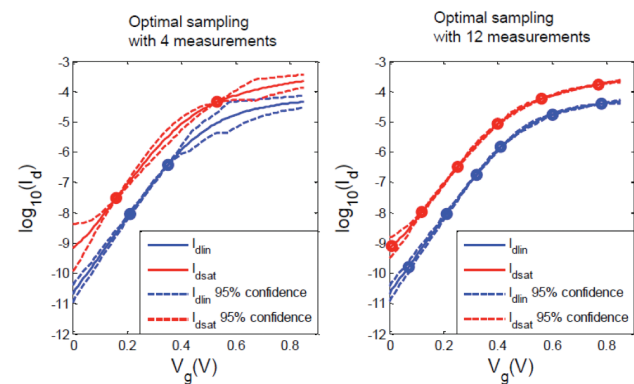 Optimal sampling
with 4 measurements
-3
-4
-5
-6
-7
-8
-9
-10
-11
-12
log10(Id)
0
0.2
0.4
0.6
0.8
Vg(V)
Idlin
Idsat
Idlin 95% confidence
Idsat 95% confidence
Optimal sampling
with 12 measurements
-3
-4
-5
-6
-7
-8
-9
-10
-11
-12
log10(Id)
0
0.2
0.4
0.6
0.8
Vg(V)
Idlin
Idsat
Idlin 95% confidence
Idsat 95% confidence